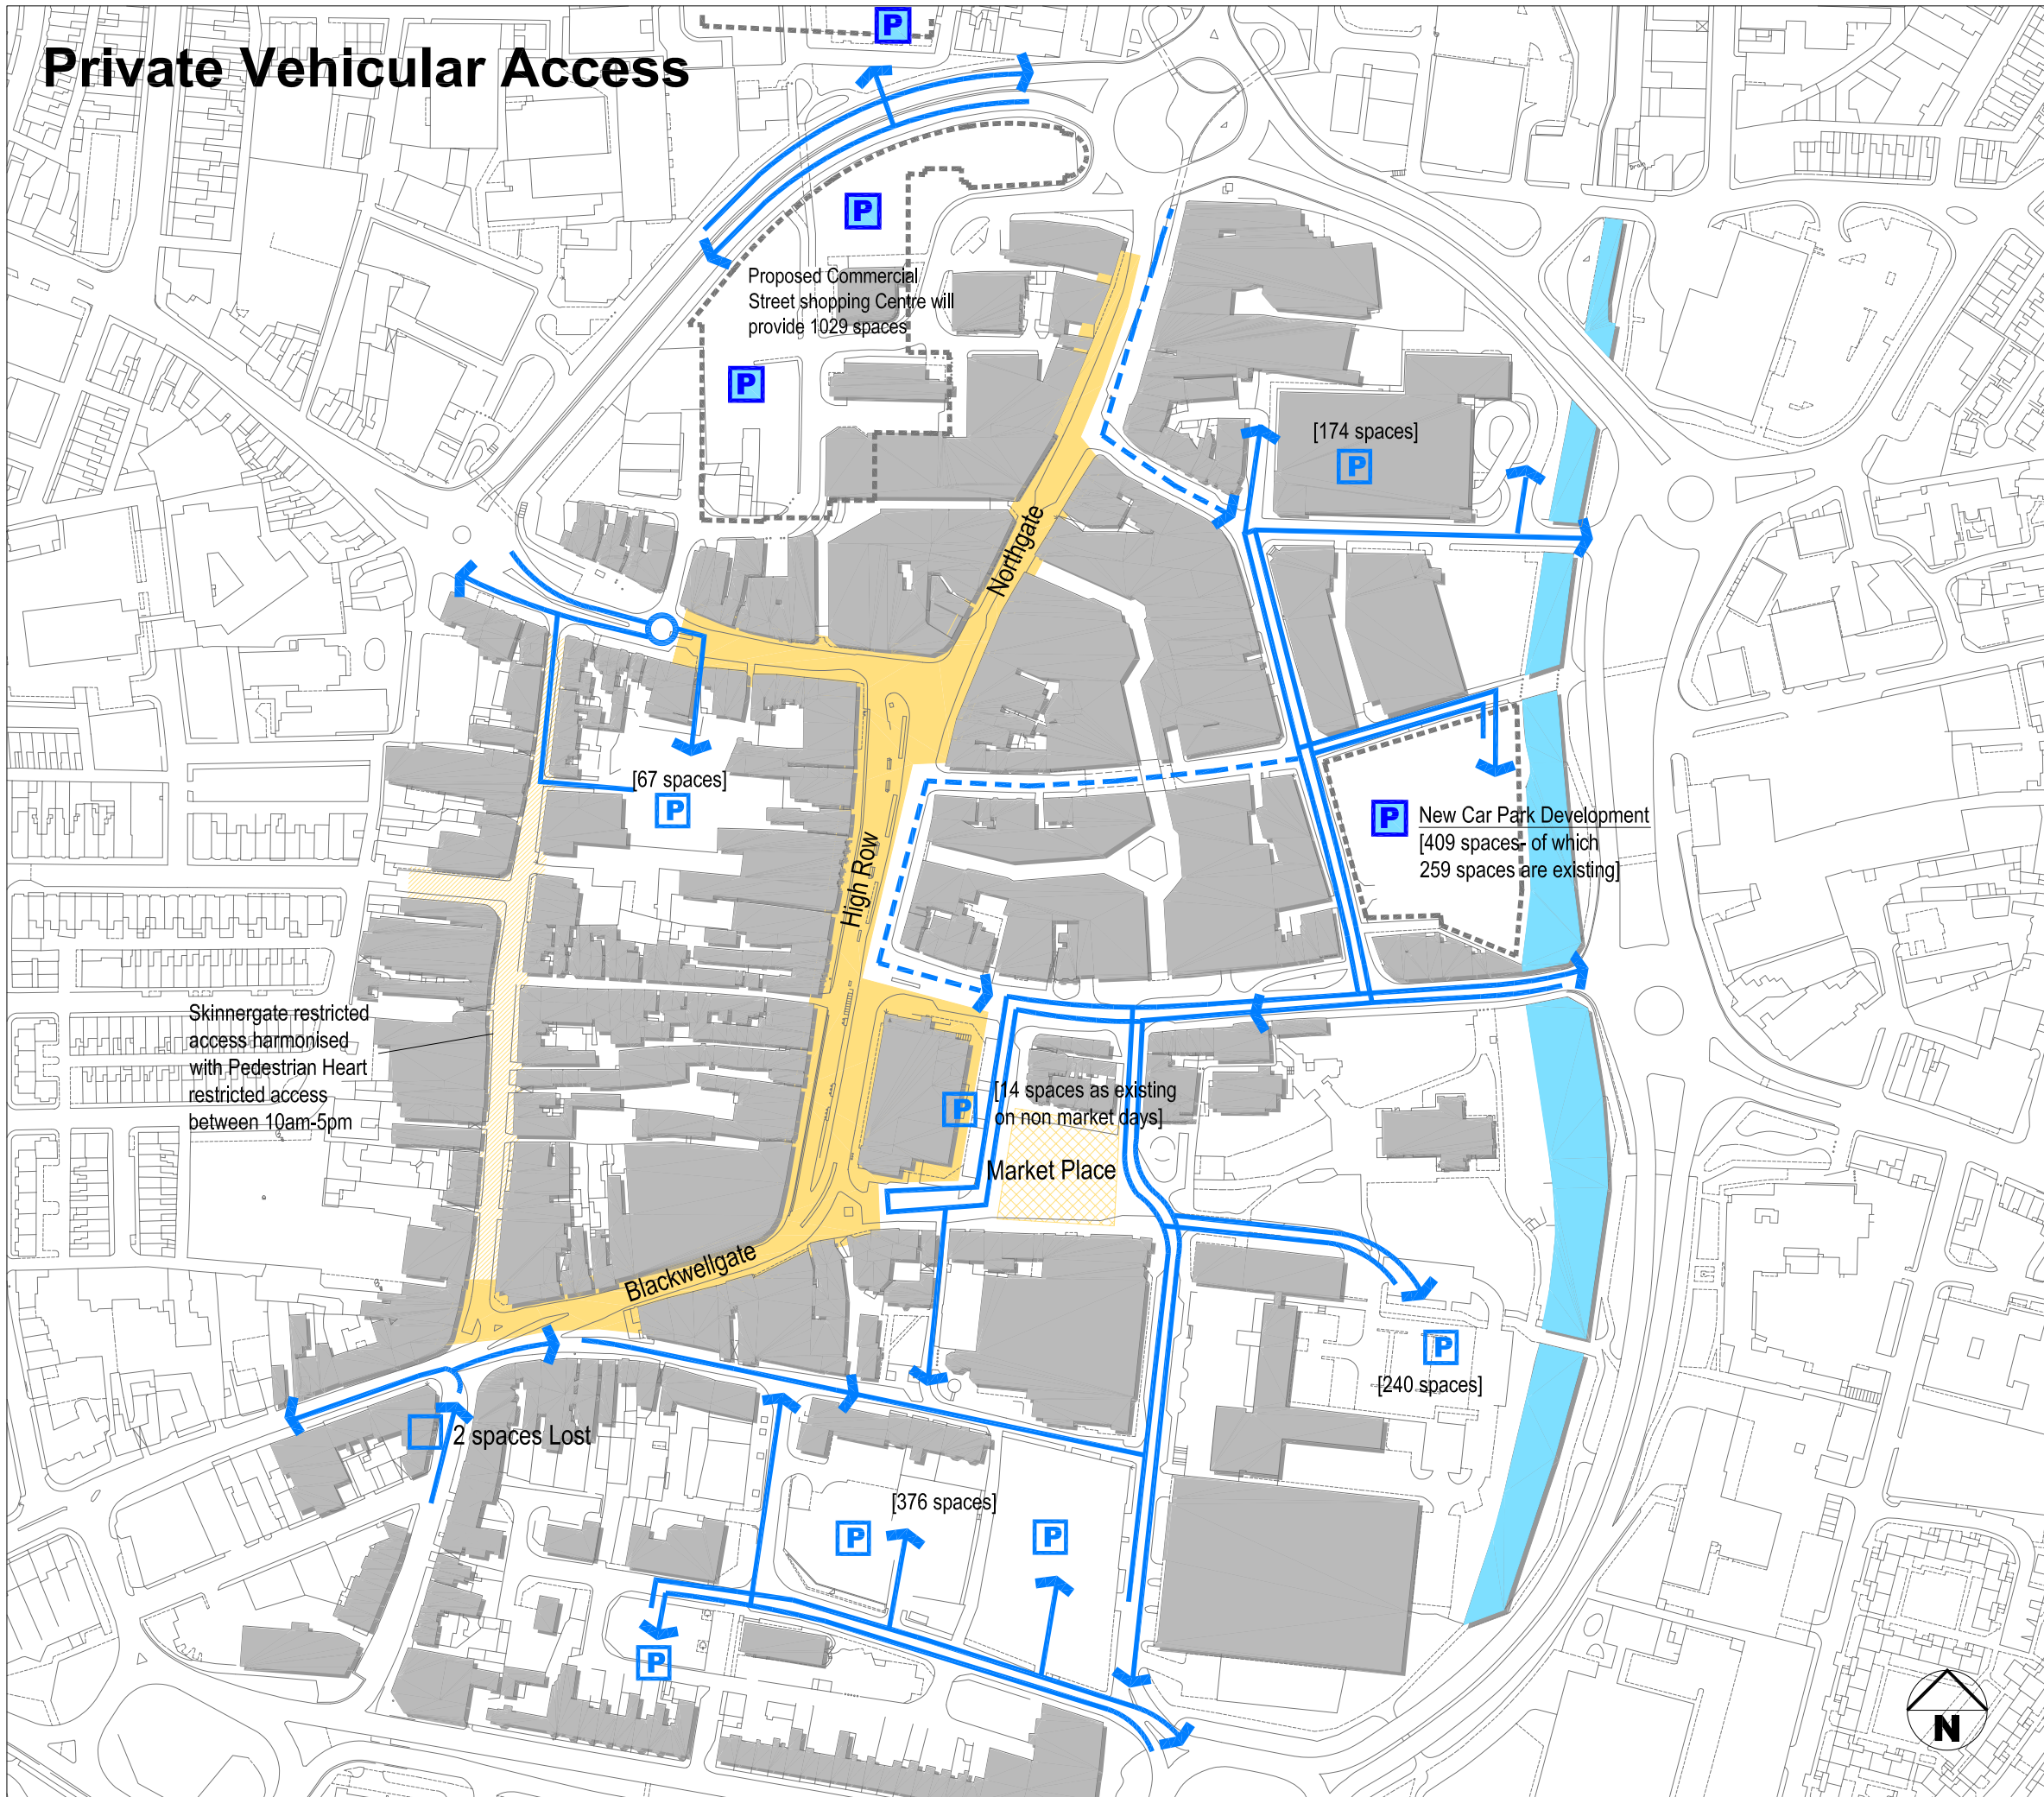 P
Private Vehicular Access
P
Proposed Commercial
Street shopping Centre will
provide 1029 spaces
P
[174 spaces]
P
Northgate
[67 spaces]
P
P
New Car Park Development
[409 spaces- of which
259 spaces are existing]
High Row
Skinnergate restricted
access harmonised
with Pedestrian Heart
restricted access
between 10am-5pm
P
[14 spaces as existing
on non market days]
Market Place
Blackwellgate
P
[240 spaces]
2 spaces Lost
[376 spaces]
P
P
P
N